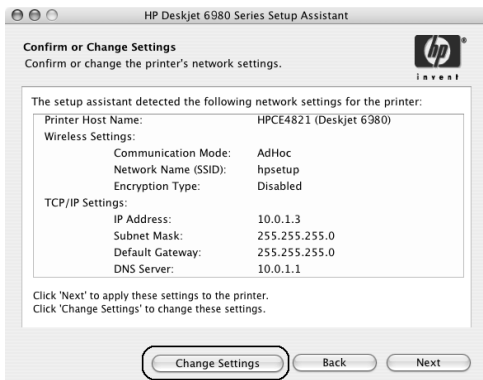 HP Deskjet 6980 Series Setup Assistant
Confirm or Change Settings
Confirm or change the printer's network settings.
hp
invent
The setup assistant detected the following network settings for the printer:
Printer Host Name: HPCE4821 (Deskjet 6980)
Wireless Settings:
Communication Mode: AdHoc
Network Name (SSID): hpsetup
Encryption Type: Disabled
TCP/IP Settings:
IP Address: 10.0.1.3
Subnet Mask: 255.255.255.0
Default Gateway: 255.255.255.0
DNS Server: 10.0.1.1
Click 'Next' to apply these settings to the printer.
Click 'Change Settings' to change these settings.
Change Settings Back Next